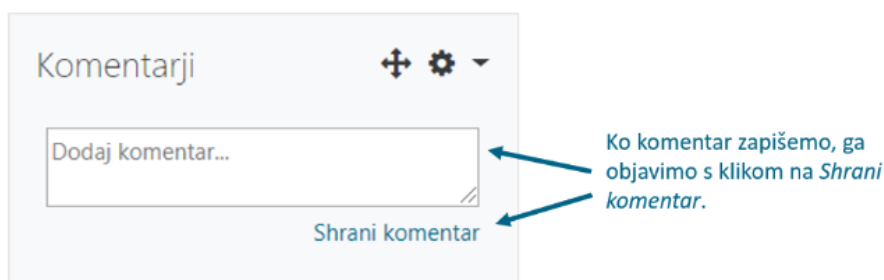 Komentarji
Dodaj komentar...
Shrani komentar
Ko komentar zapišemo, ga
objavimo s klikom na Shrani
komentar.